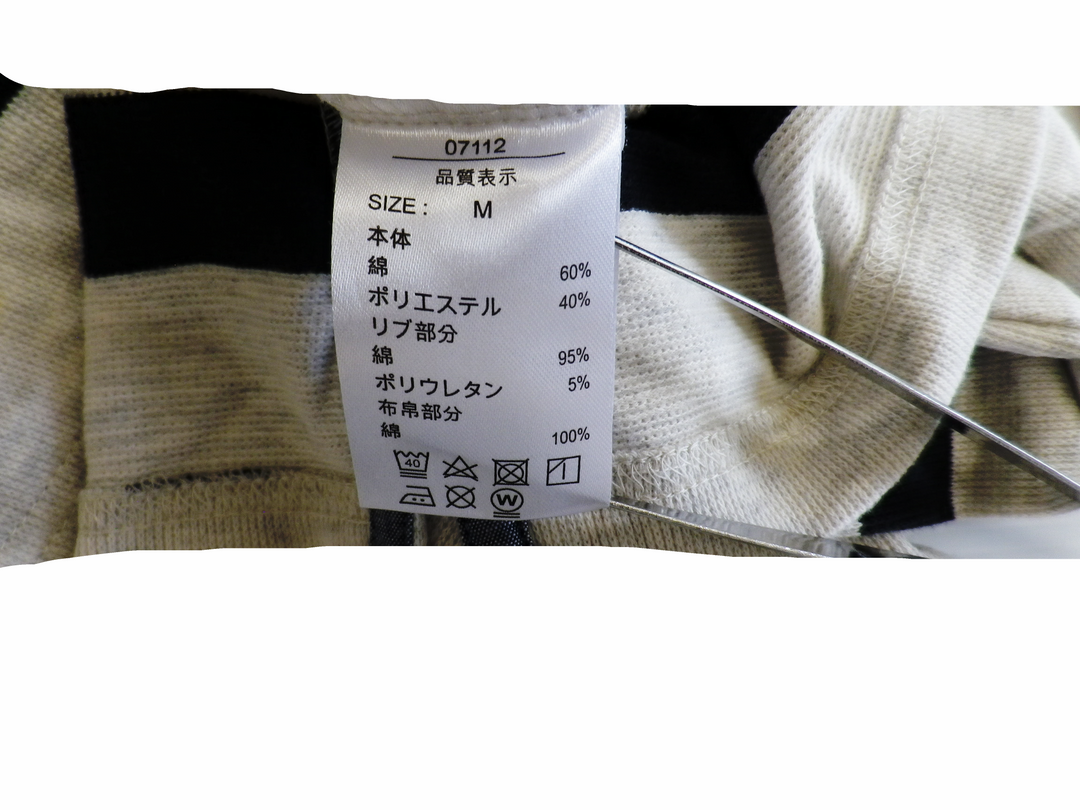 07112
品質表示
SIZE : M
本体
綿 60%
ポリエステル 40%
リブ部分
綿 95%
ポリウレタン 5%
布帛部分
綿 100%
40
W